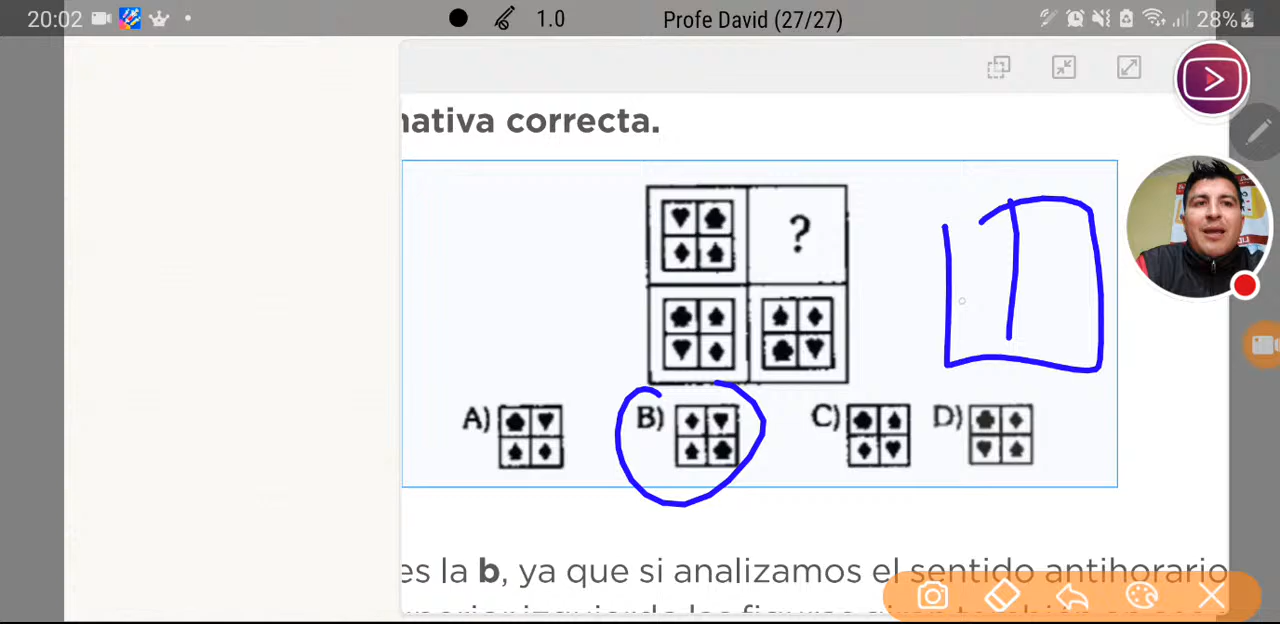 20:02 1.0 Profe David (27/27) 28%
nativa correcta.
?
A) B) C) D)
es la b, ya que si analizamos el sentido antihorario